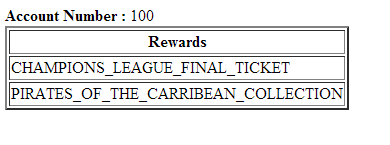 Account Number : 100
Rewards
CHAMPIONS_LEAGUE_FINAL_TICKET
PIRATES_OF_THE_CARRIBEAN_COLLECTION